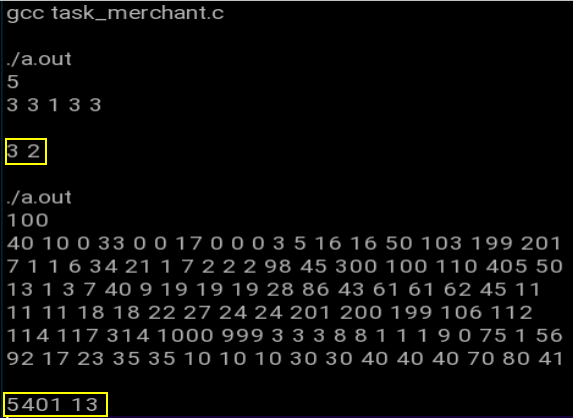 gcc task_merchant.c
./a.out
5
3 3 1 3 3
3 2
./a.out
100
40 10 0 33 0 0 17 0 0 0 3 5 16 16 50 103 199 201
7 1 1 6 34 21 1 7 2 2 2 98 45 300 100 110 405 50
13 1 3 7 40 9 19 19 19 28 86 43 61 61 62 45 11
11 11 18 18 22 27 24 24 201 200 199 106 112
114 117 314 1000 999 3 3 3 8 8 1 1 1 9 0 75 1 56
92 17 23 35 35 10 10 10 30 30 40 40 40 70 80 41
5401 13